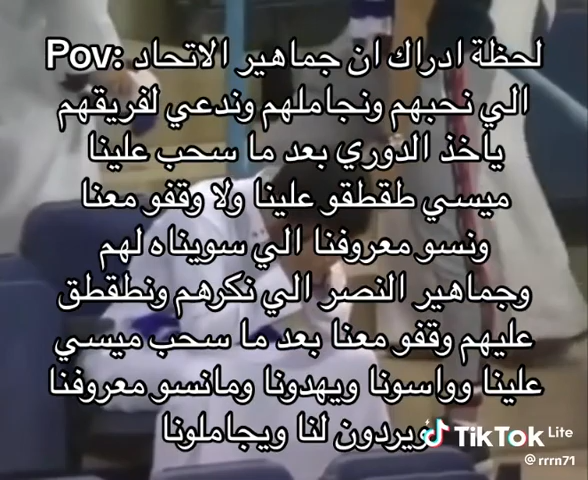 Pov: لحظة ادراك ان جماهير الاتحاد
الي نحبهم ونجاملهم وندعي لفريقهم
ياخذ الدوري بعد ما سحب علينا
ميسي طقطقو علينا ولا وقفو معنا
ونسو معروفنا الي سويناه لهم
وجماهير النصر الي نكرهم ونطقطق
عليهم وقفو معنا بعد ما سحب ميسي
علينا وواسونا ويهدونا ومانسو معروفنا
ويردون لنا ويجاملونا
TikTok Lite
@rrrn71